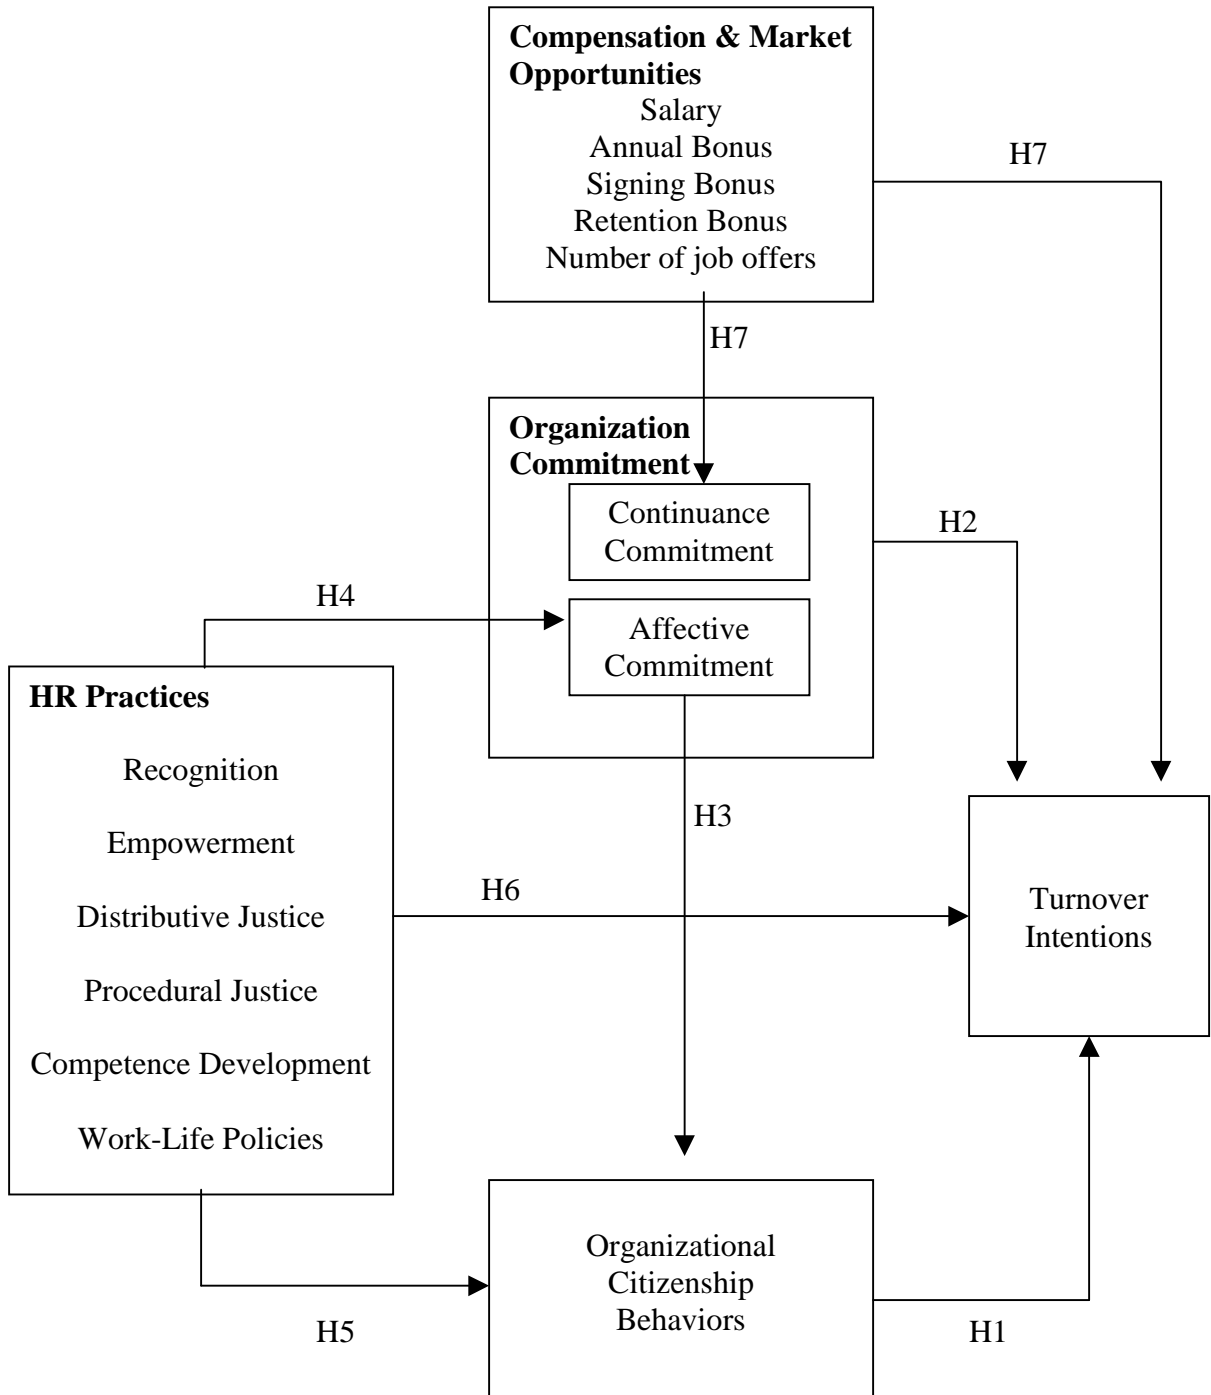 Compensation & Market
Opportunities
Salary
Annual Bonus
Signing Bonus
Retention Bonus
Number of job offers
H7
H7
Organization
Commitment
Continuance
Commitment
H2
H4
Affective
Commitment
HR Practices
Recognition
Empowerment
Distributive Justice
Procedural Justice
Competence Development
Work-Life Policies
H3
H6
Turnover
Intentions
Organizational
Citizenship
Behaviors
H5
H1